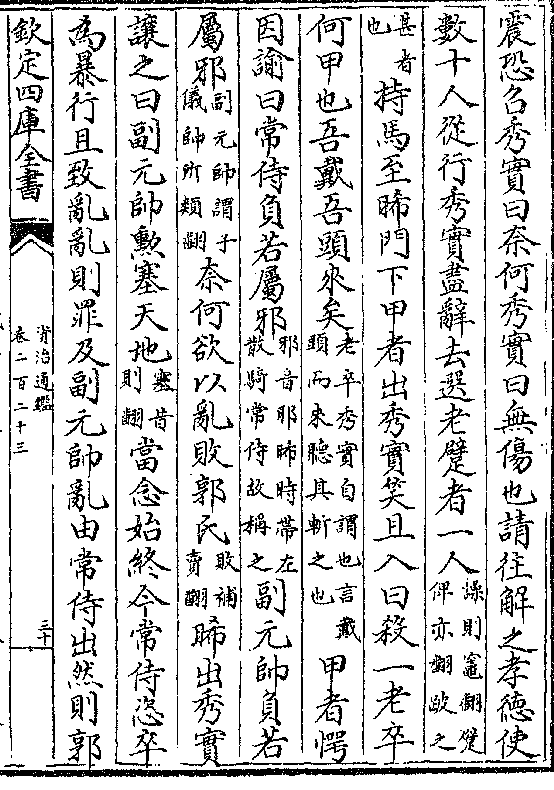 震恐召秀實曰奈何秀實曰無傷也請往解之孝德使
數十人從行秀實盡辭去選老躄者一人躁則竈翻躄俾亦翻跛之
甚者也持馬至晞門下甲者出秀實笑且入曰殺一老卒
何甲也吾戴吾頭來矣老卒秀實自謂也言戴頭而來聽其斬之也甲者愕
因諭曰常侍負若屬邪邪音耶晞時帶左散騎常侍故稱之副元帥負若
屬邪副元帥謂子儀帥所類翻奈何欲以亂敗郭氏敗補賣翻晞出秀實
讓之曰副元帥勲塞天地塞昔則翻當念始終今常侍恣卒
為暴行且致亂亂則罪及副元帥亂由常侍出然則郭
欽定四庫全書
資治通鑑
卷二百二十三
三十